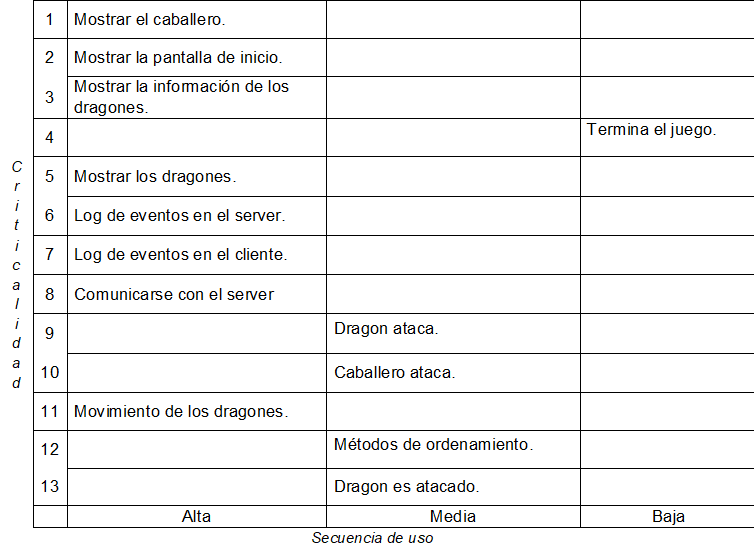 1 Mostrar el caballero.
2 Mostrar la pantalla de inicio.
3 Mostrar la información de los
dragones.
4 Termina el juego.
5 Mostrar los dragones.
6 Log de eventos en el server.
7 Log de eventos en el cliente.
8 Comunicarse con el server
9 Dragon ataca.
10 Caballero ataca.
11 Movimiento de los dragones.
12 Métodos de ordenamiento.
13 Dragon es atacado.
Alta Media Baja
Secuencia de uso
Criticalidad